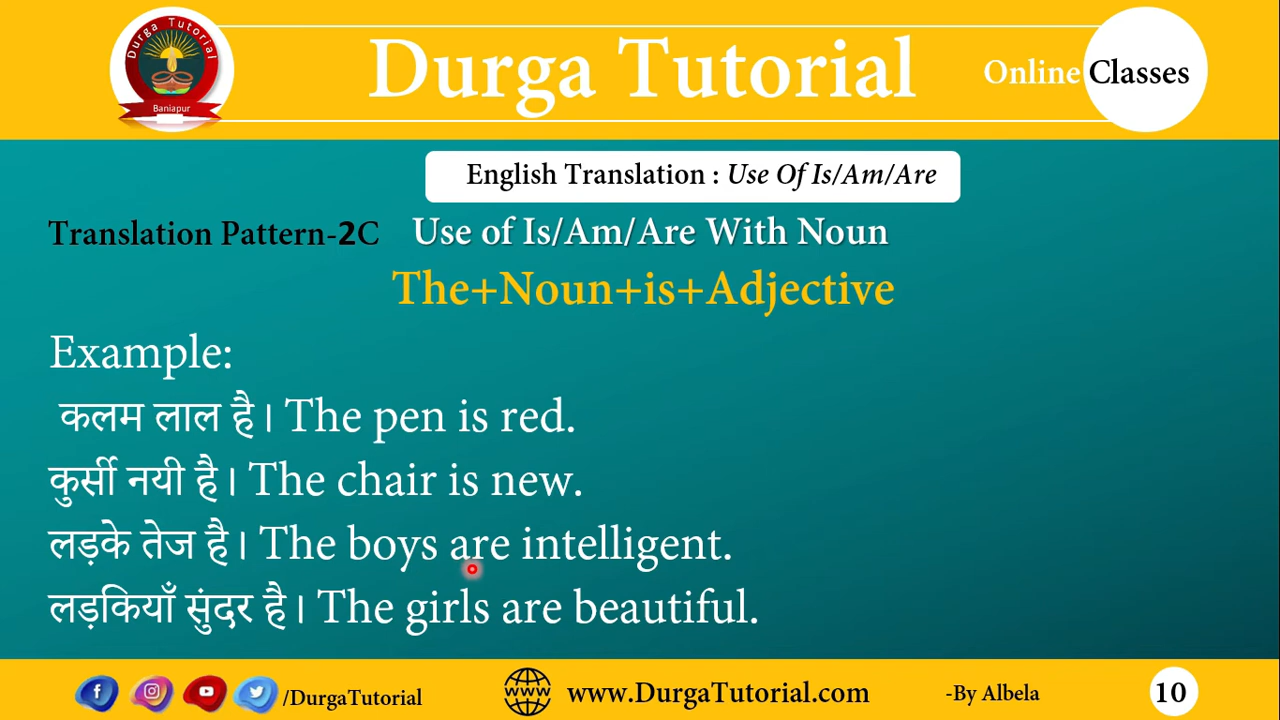 Durga Tutorial
Baniapur
Durga Tutorial
Online Classes
English Translation : Use Of Is/Am/Are
Translation Pattern-2C Use of Is/Am/Are With Noun
The+Noun+is+Adjective
Example:
कलम लाल है। The pen is red.
कुर्सी नयी है। The chair is new.
लड़के तेज है। The boys are intelligent.
लड़कियाँ सुंदर है। The girls are beautiful.
/DurgaTutorial
www
www.DurgaTutorial.com
-By Albela
10